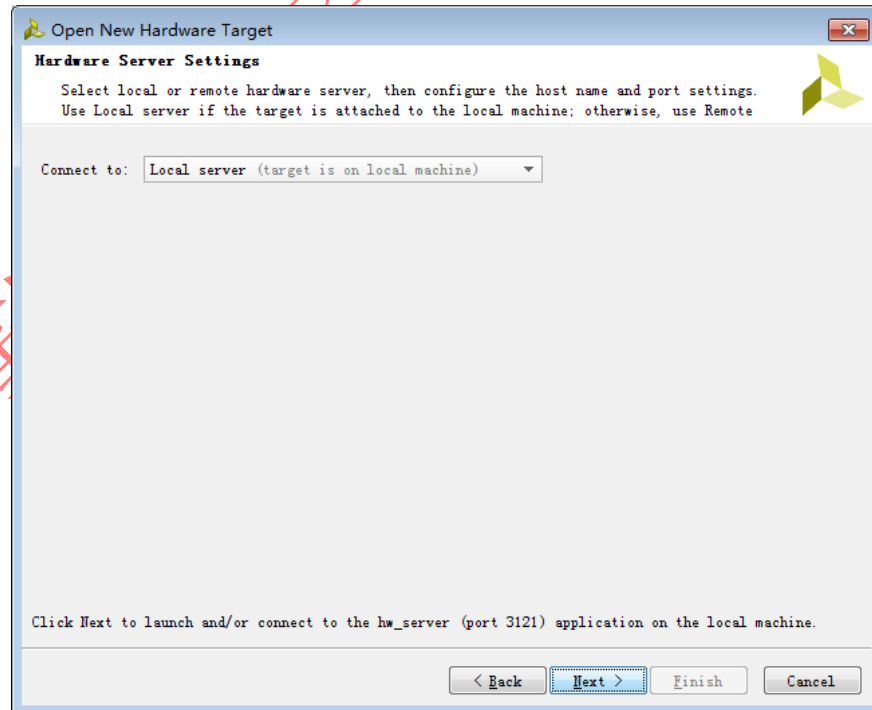 Open New Hardware Target
Hardware Server Settings
Select local or remote hardware server, then configure the host name and port settings.
Use Local server if the target is attached to the local machine; otherwise, use Remote
Connect to: Local server (target is on local machine)
Click Next to launch and/or connect to the hw_server (port 3121) application on the local machine.
< Back Next > Finish Cancel